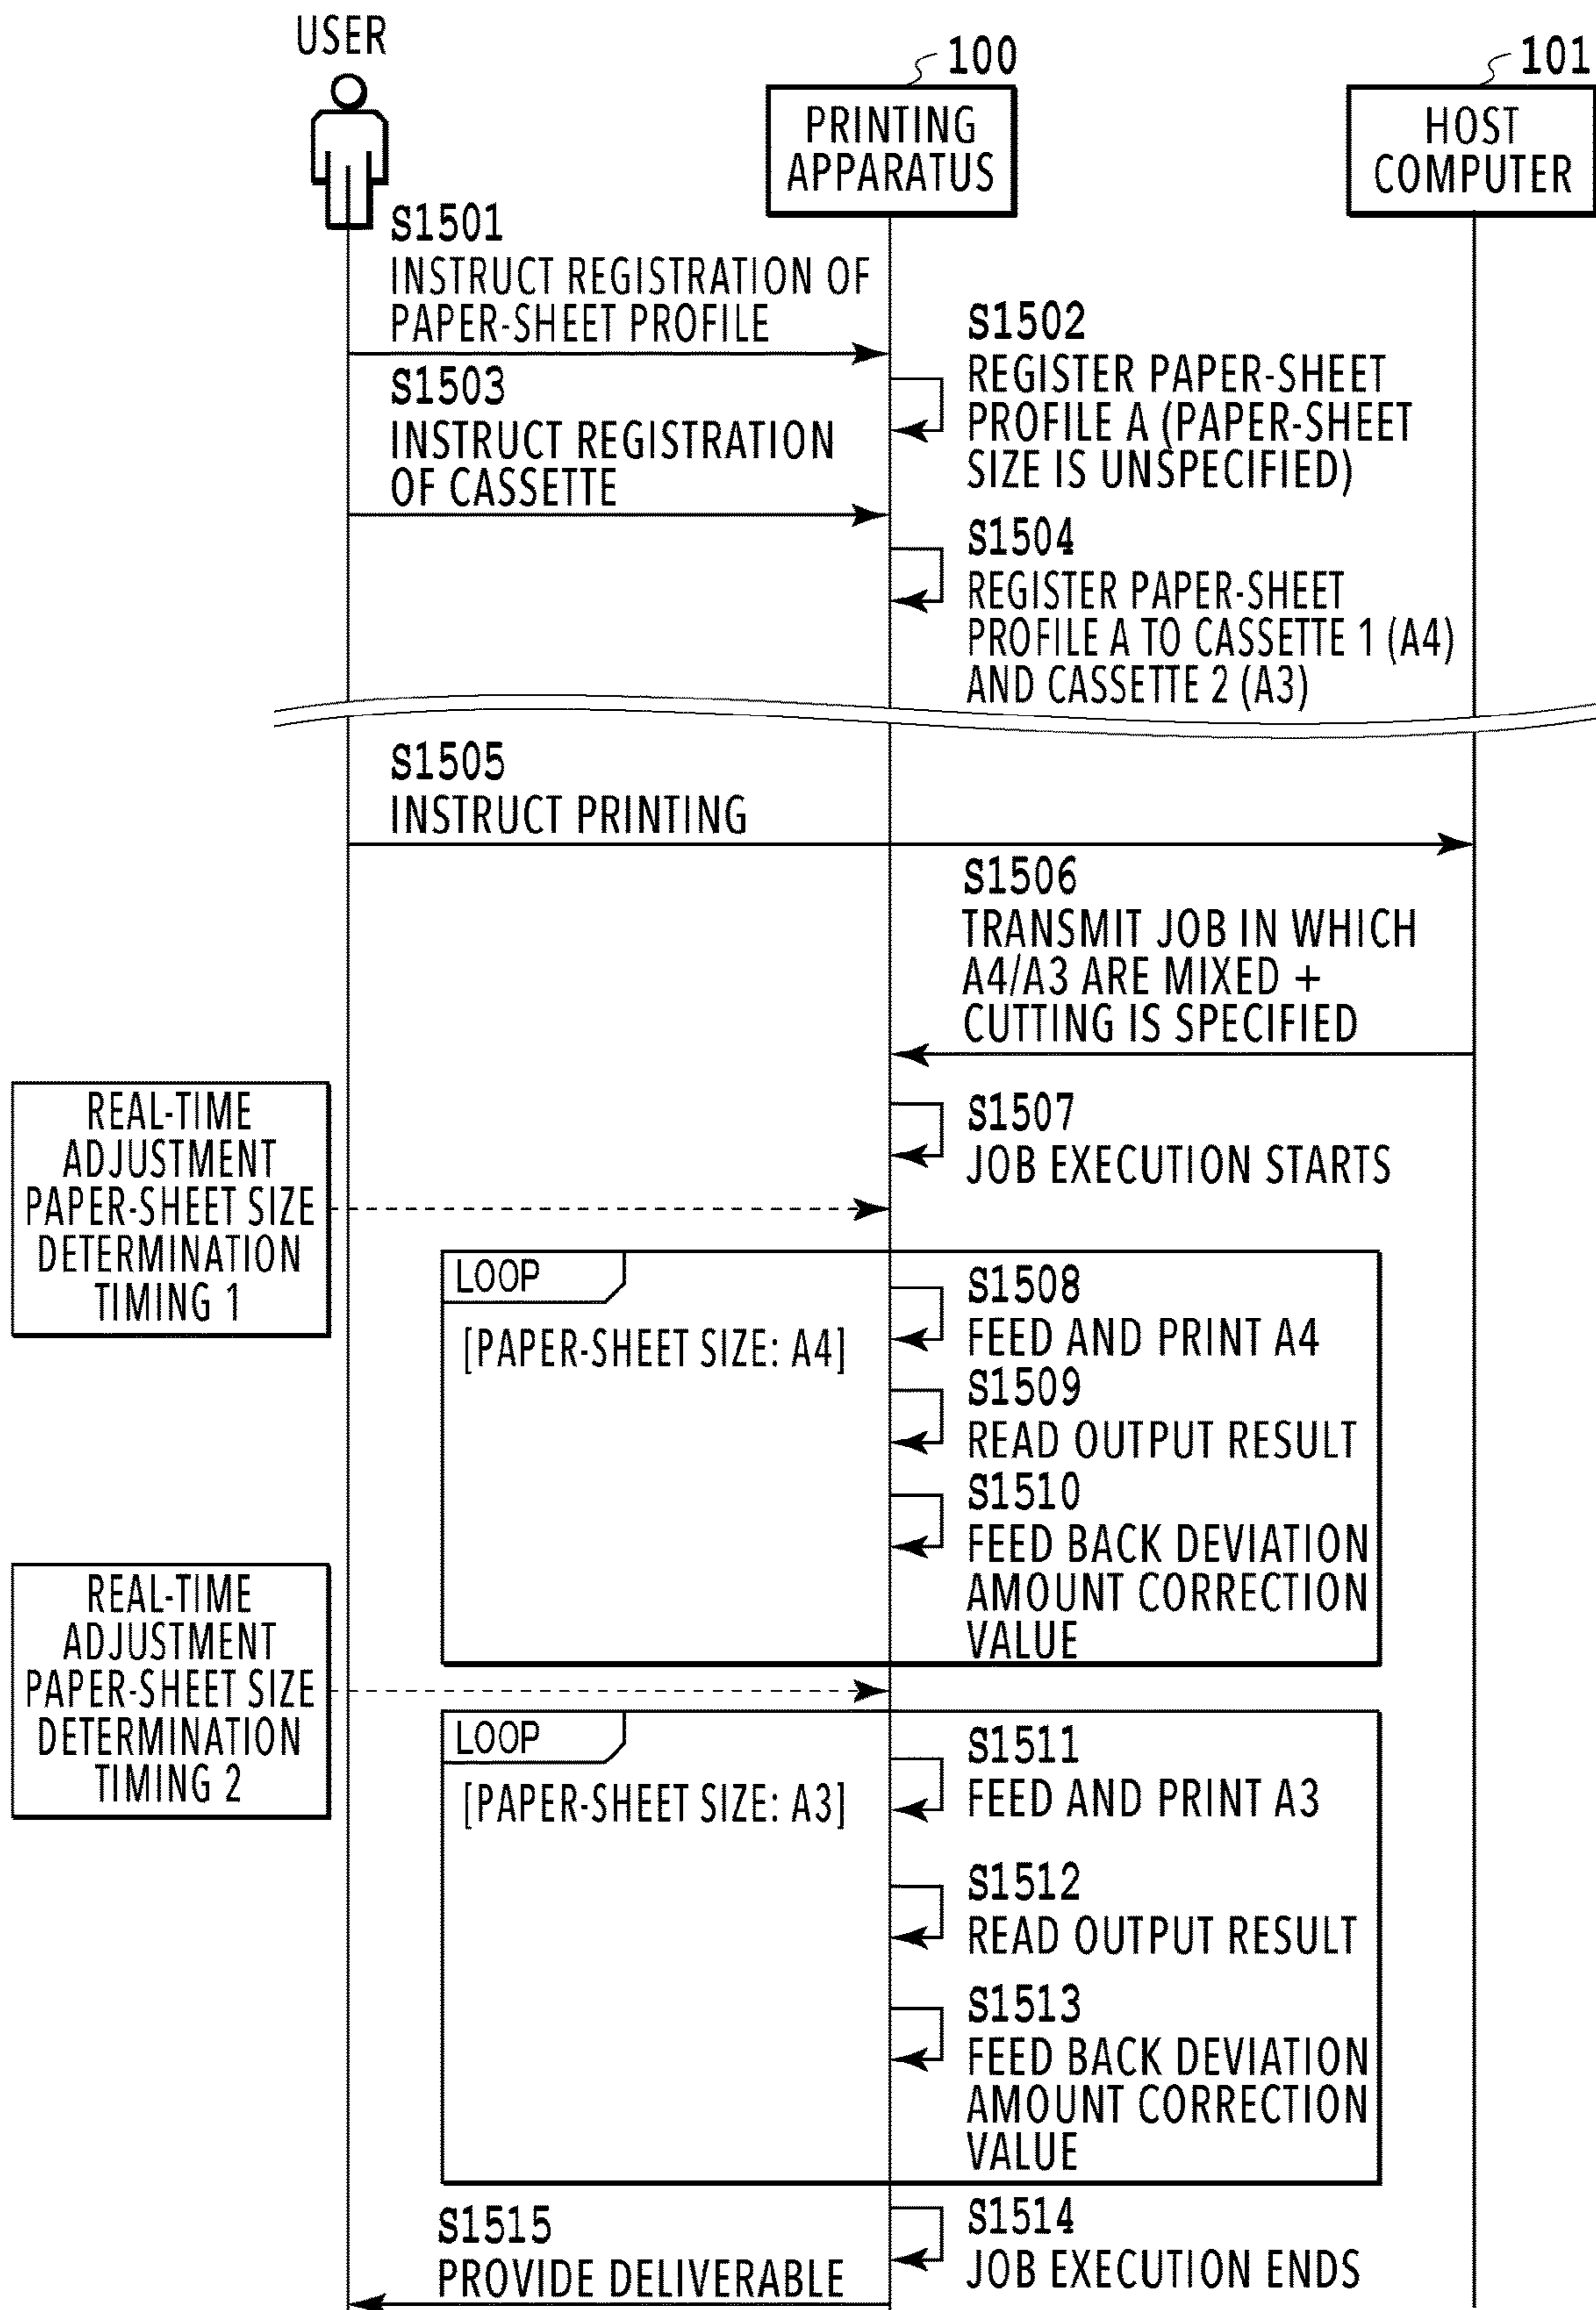 USER
100
PRINTING
APPARATUS
101
HOST
COMPUTER
S1501
INSTRUCT REGISTRATION OF
PAPER-SHEET PROFILE
S1502
REGISTER PAPER-SHEET
PROFILE A (PAPER-SHEET
SIZE IS UNSPECIFIED)
S1503
INSTRUCT REGISTRATION
OF CASSETTE
S1504
REGISTER PAPER-SHEET
PROFILE A TO CASSETTE 1 (A4)
AND CASSETTE 2 (A3)
S1505
INSTRUCT PRINTING
S1506
TRANSMIT JOB IN WHICH
A4/A3 ARE MIXED +
CUTTING IS SPECIFIED
S1507
JOB EXECUTION STARTS
REAL-TIME
ADJUSTMENT
PAPER-SHEET SIZE
DETERMINATION
TIMING 1
LOOP
[PAPER-SHEET SIZE: A4]
S1508
FEED AND PRINT A4
S1509
READ OUTPUT RESULT
S1510
FEED BACK DEVIATION
AMOUNT CORRECTION
VALUE
REAL-TIME
ADJUSTMENT
PAPER-SHEET SIZE
DETERMINATION
TIMING 2
LOOP
[PAPER-SHEET SIZE: A3]
S1511
FEED AND PRINT A3
S1512
READ OUTPUT RESULT
S1513
FEED BACK DEVIATION
AMOUNT CORRECTION
VALUE
S1514
JOB EXECUTION ENDS
S1515
PROVIDE DELIVERABLE